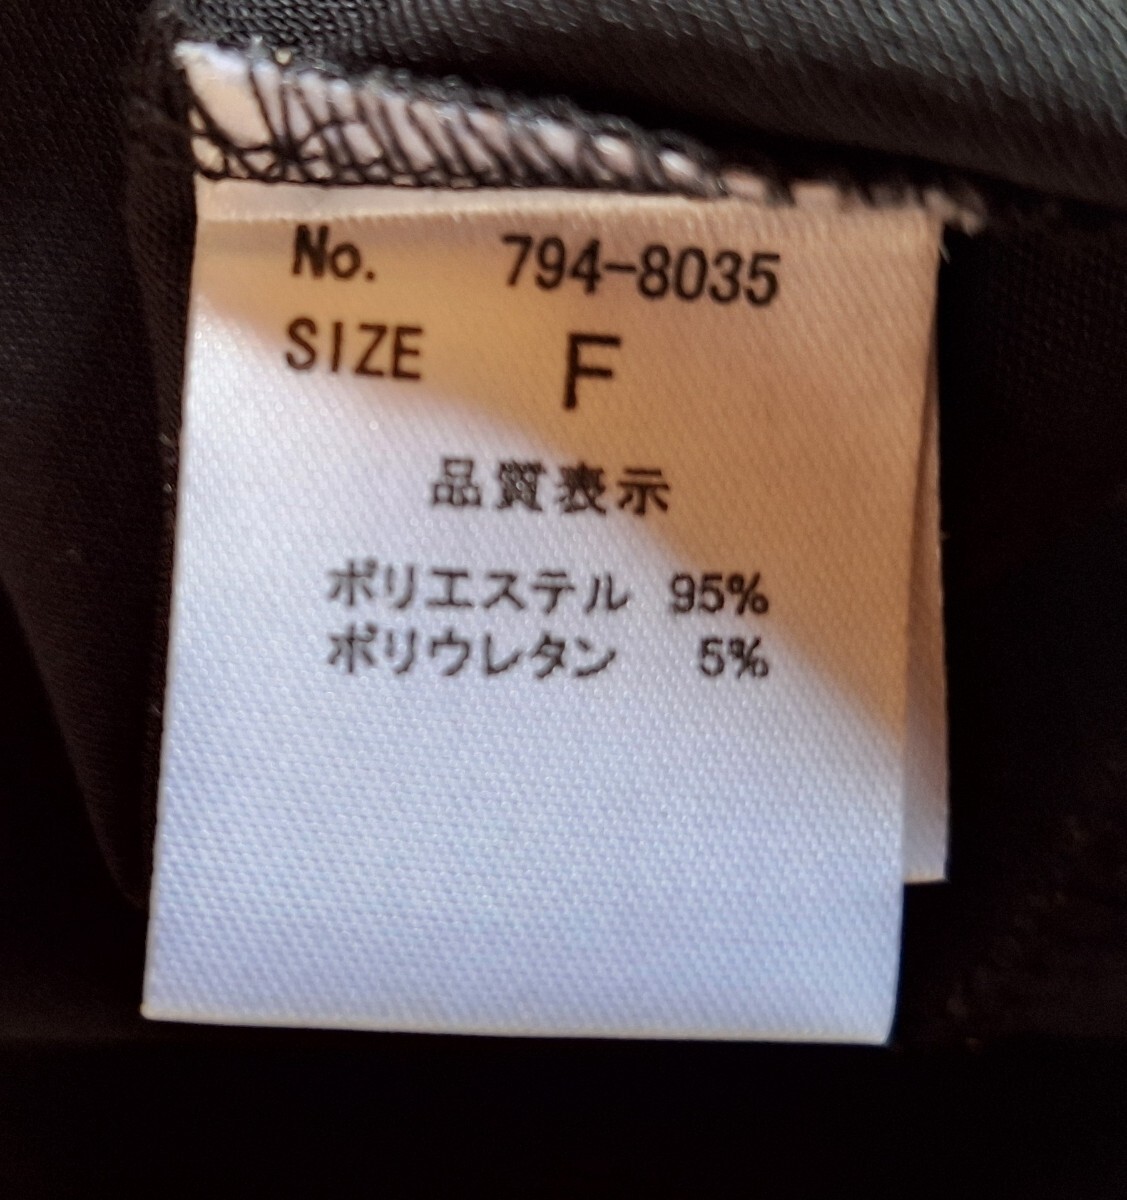 No. 794-8035
SIZE F
品質表示
ポリエステル 95%
ポリウレタン 5%